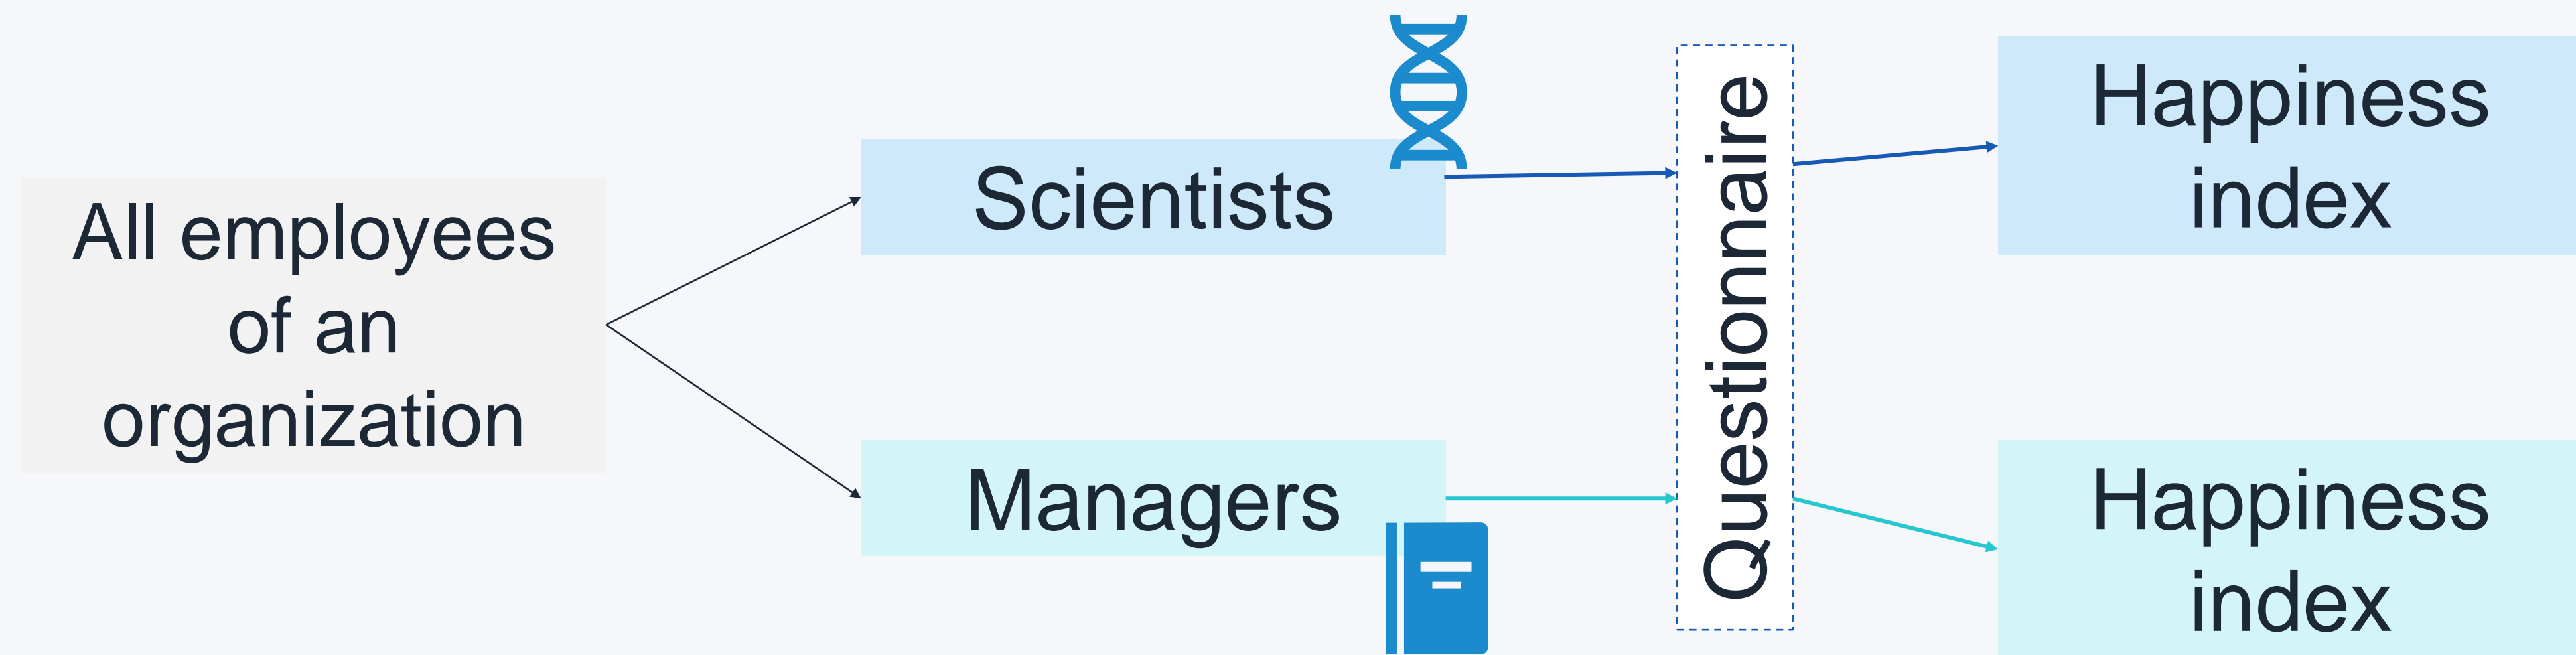 All employees
of an
organization
Scientists
Managers
Questionnaire
Happiness
index
Happiness
index